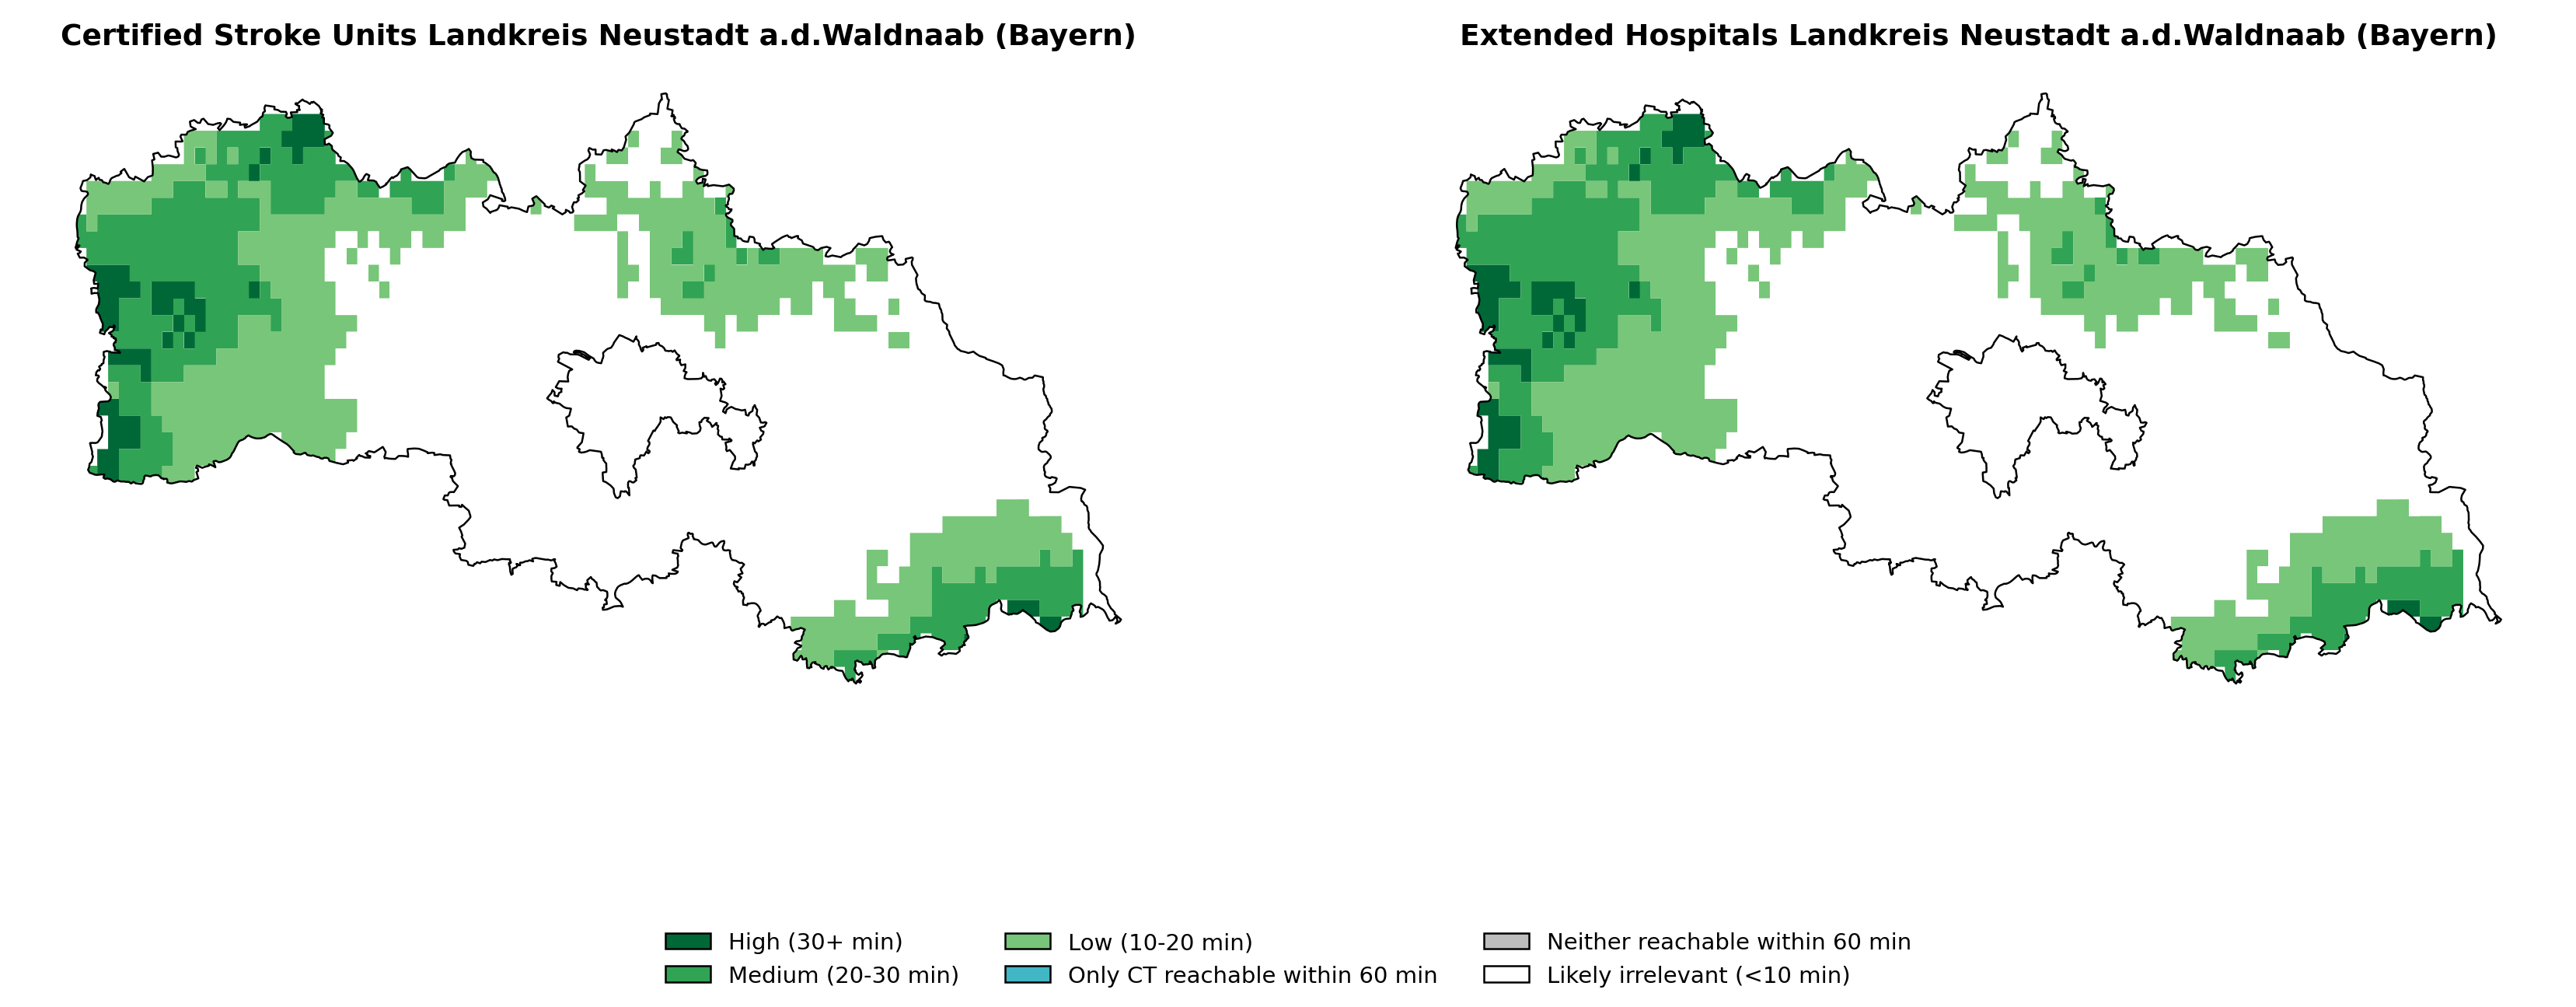 Certified Stroke Units Landkreis Neustadt a.d.Waldnaab (Bayern)
Extended Hospitals Landkreis Neustadt a.d.Waldnaab (Bayern)
High (30+ min)
Medium (20-30 min)
Low (10-20 min)
Only CT reachable within 60 min
Neither reachable within 60 min
Likely irrelevant (<10 min)